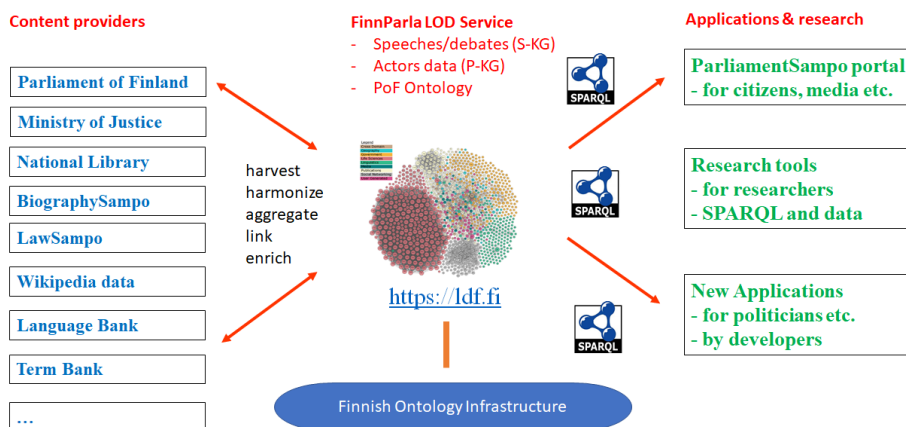 Content providers
Parliament of Finland
Ministry of Justice
National Library
BiographySampo
LawSampo
Wikipedia data
Language Bank
Term Bank
...
harvest
harmonize
aggregate
link
enrich
FinnParla LOD Service
- Speeches/debates (S-KG)
- Actors data (P-KG)
- PoF Ontology
https://ldf.fi
Finnish Ontology Infrastructure
SPARQL
SPARQL
SPARQL
Applications & research
ParliamentSampo portal
- for citizens, media etc.
Research tools
- for researchers
- SPARQL and data
New Applications
- for politicians etc.
- by developers